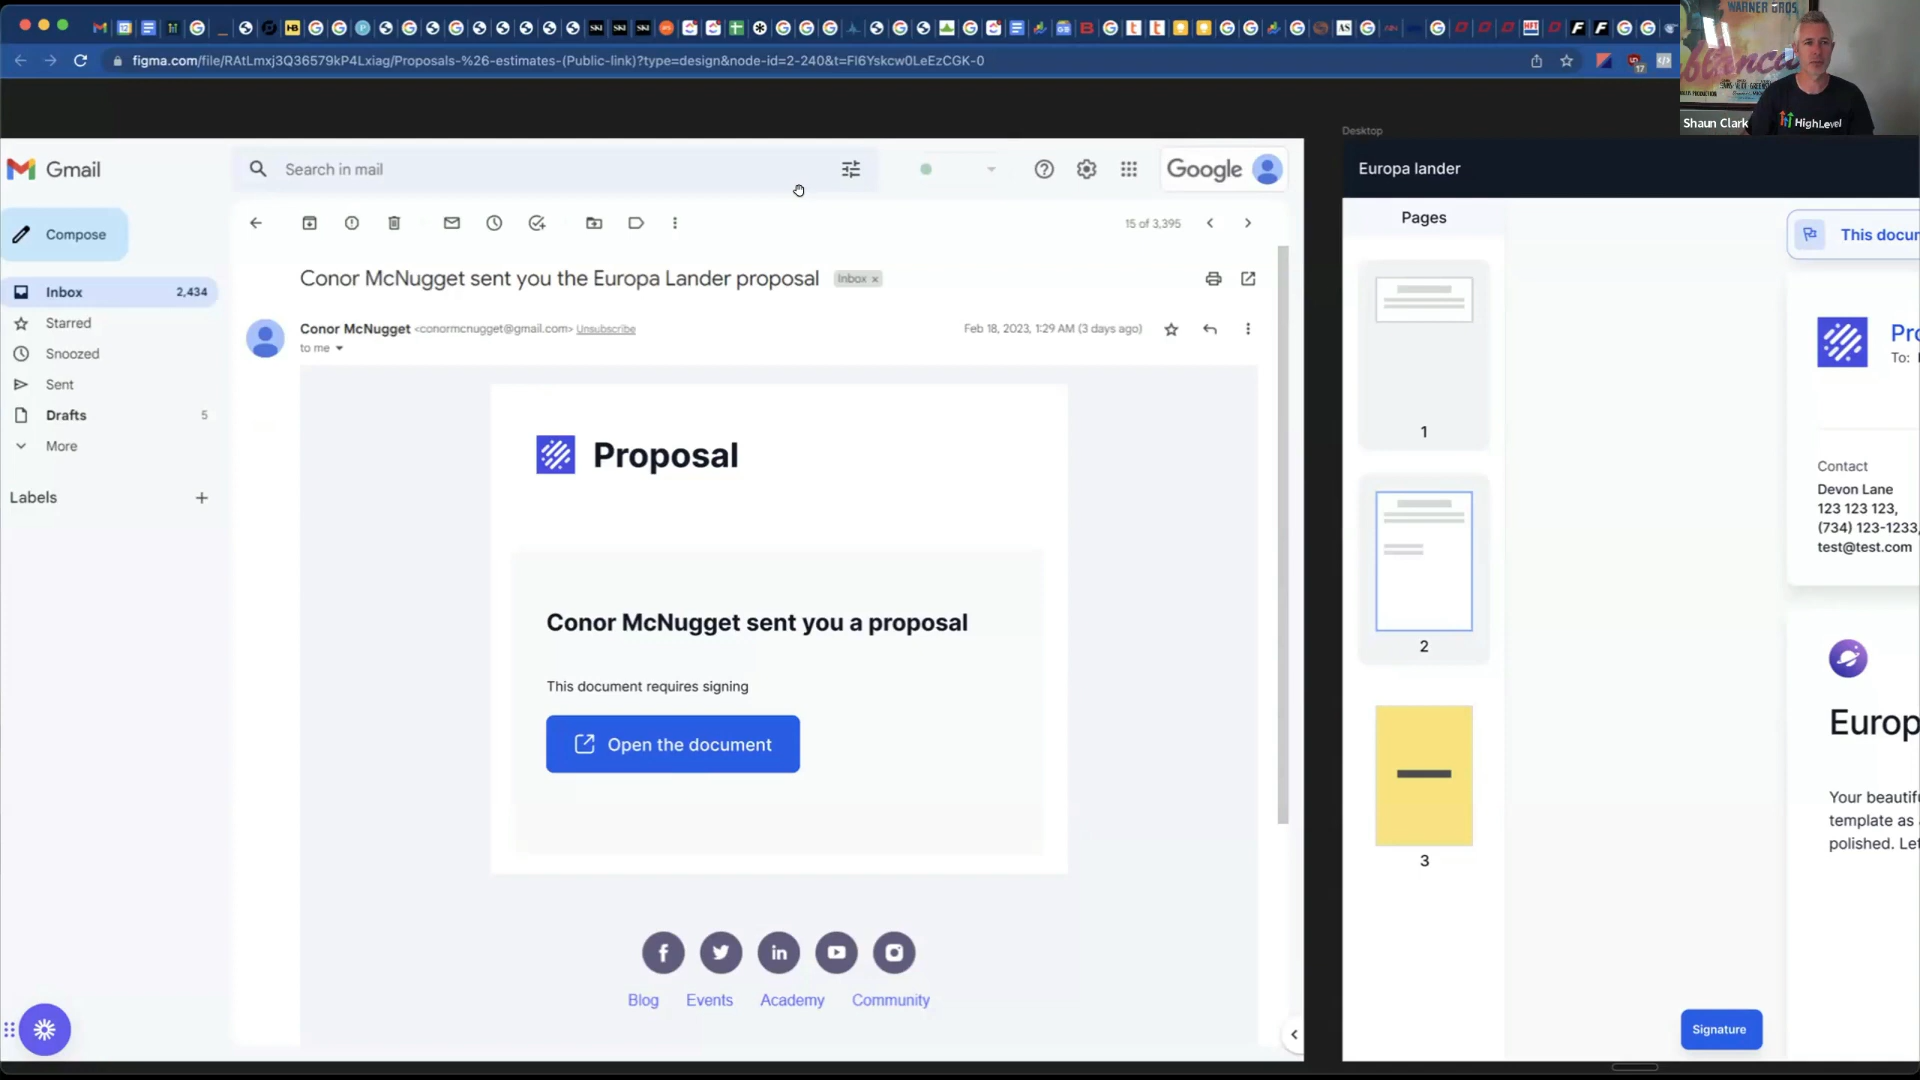 figma.com/file/RAtLmxj3Q36579kP4Lxiag/Proposals-%26-estimates-(Public-link)?type=design&node-id=2-240&t=FI6Yskcw0LeEzCGK-0
WARNER BROS.
Shaun Clark
HighLevel
Desktop
Gmail
Search in mail
Google
Compose
15 of 3,395
Inbox 2,434
Starred
Snoozed
Sent
Drafts 5
More
Labels
Conor McNugget sent you the Europa Lander proposal
Inbox x
Conor McNugget <conormcnugget@gmail.com> Unsubscribe
Feb 18, 2023, 1:29 AM (3 days ago)
to me
Proposal
Conor McNugget sent you a proposal
This document requires signing
Open the document
Blog Events Academy Community
Europa lander
Pages
1
2
3
This docur
Pro
To:
Contact
Devon Lane
123 123 123,
(734) 123-1233,
test@test.com
Europ
Your beautifu
template as a
polished. Let
Signature